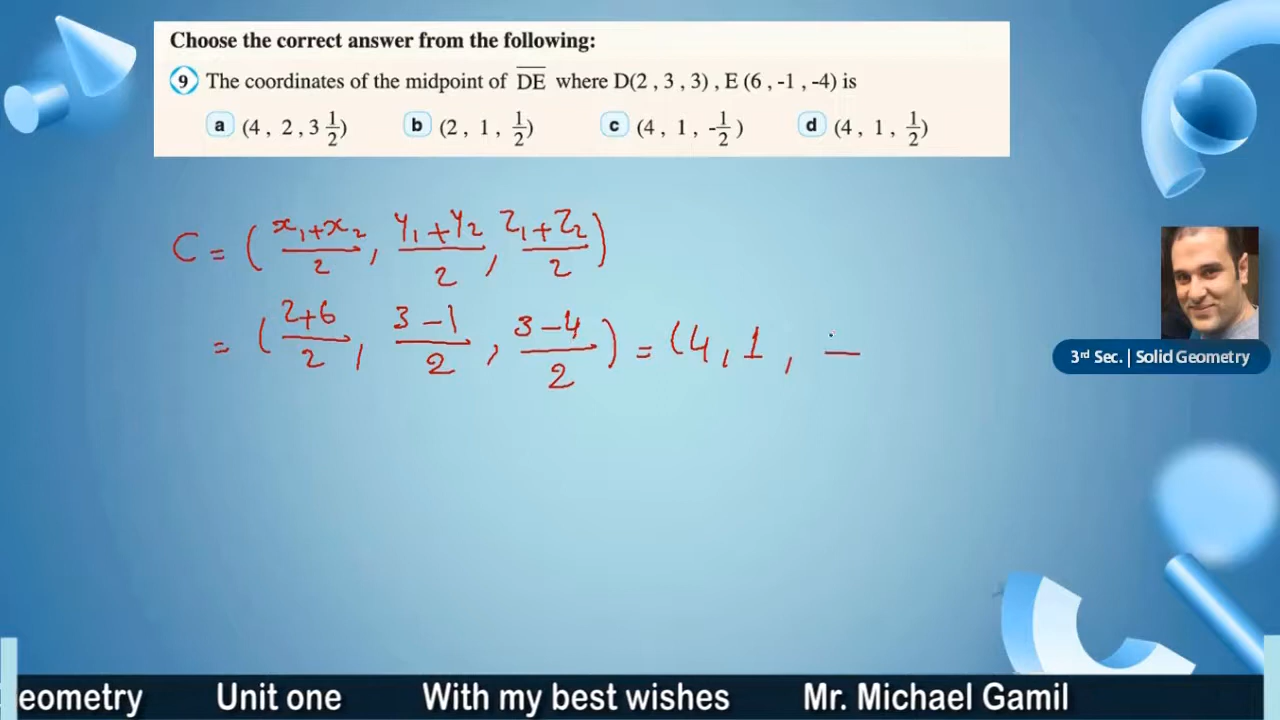 Choose the correct answer from the following:
9 The coordinates of the midpoint of D̅E̅ where D(2 , 3 , 3) , E (6 , -1 , -4) is
a (4 , 2 , 3 1/2) b (2 , 1 , 1/2) c (4 , 1 , -1/2) d (4 , 1 , 1/2)
C = ( x₁+x₂/2 , y₁+y₂/2 , z₁+z₂/2 )
= ( 2+6/2 , 3-1/2 , 3-4/2 ) = (4 , 1 ,
3rd Sec. | Solid Geometry
eometry Unit one With my best wishes Mr. Michael Gamil